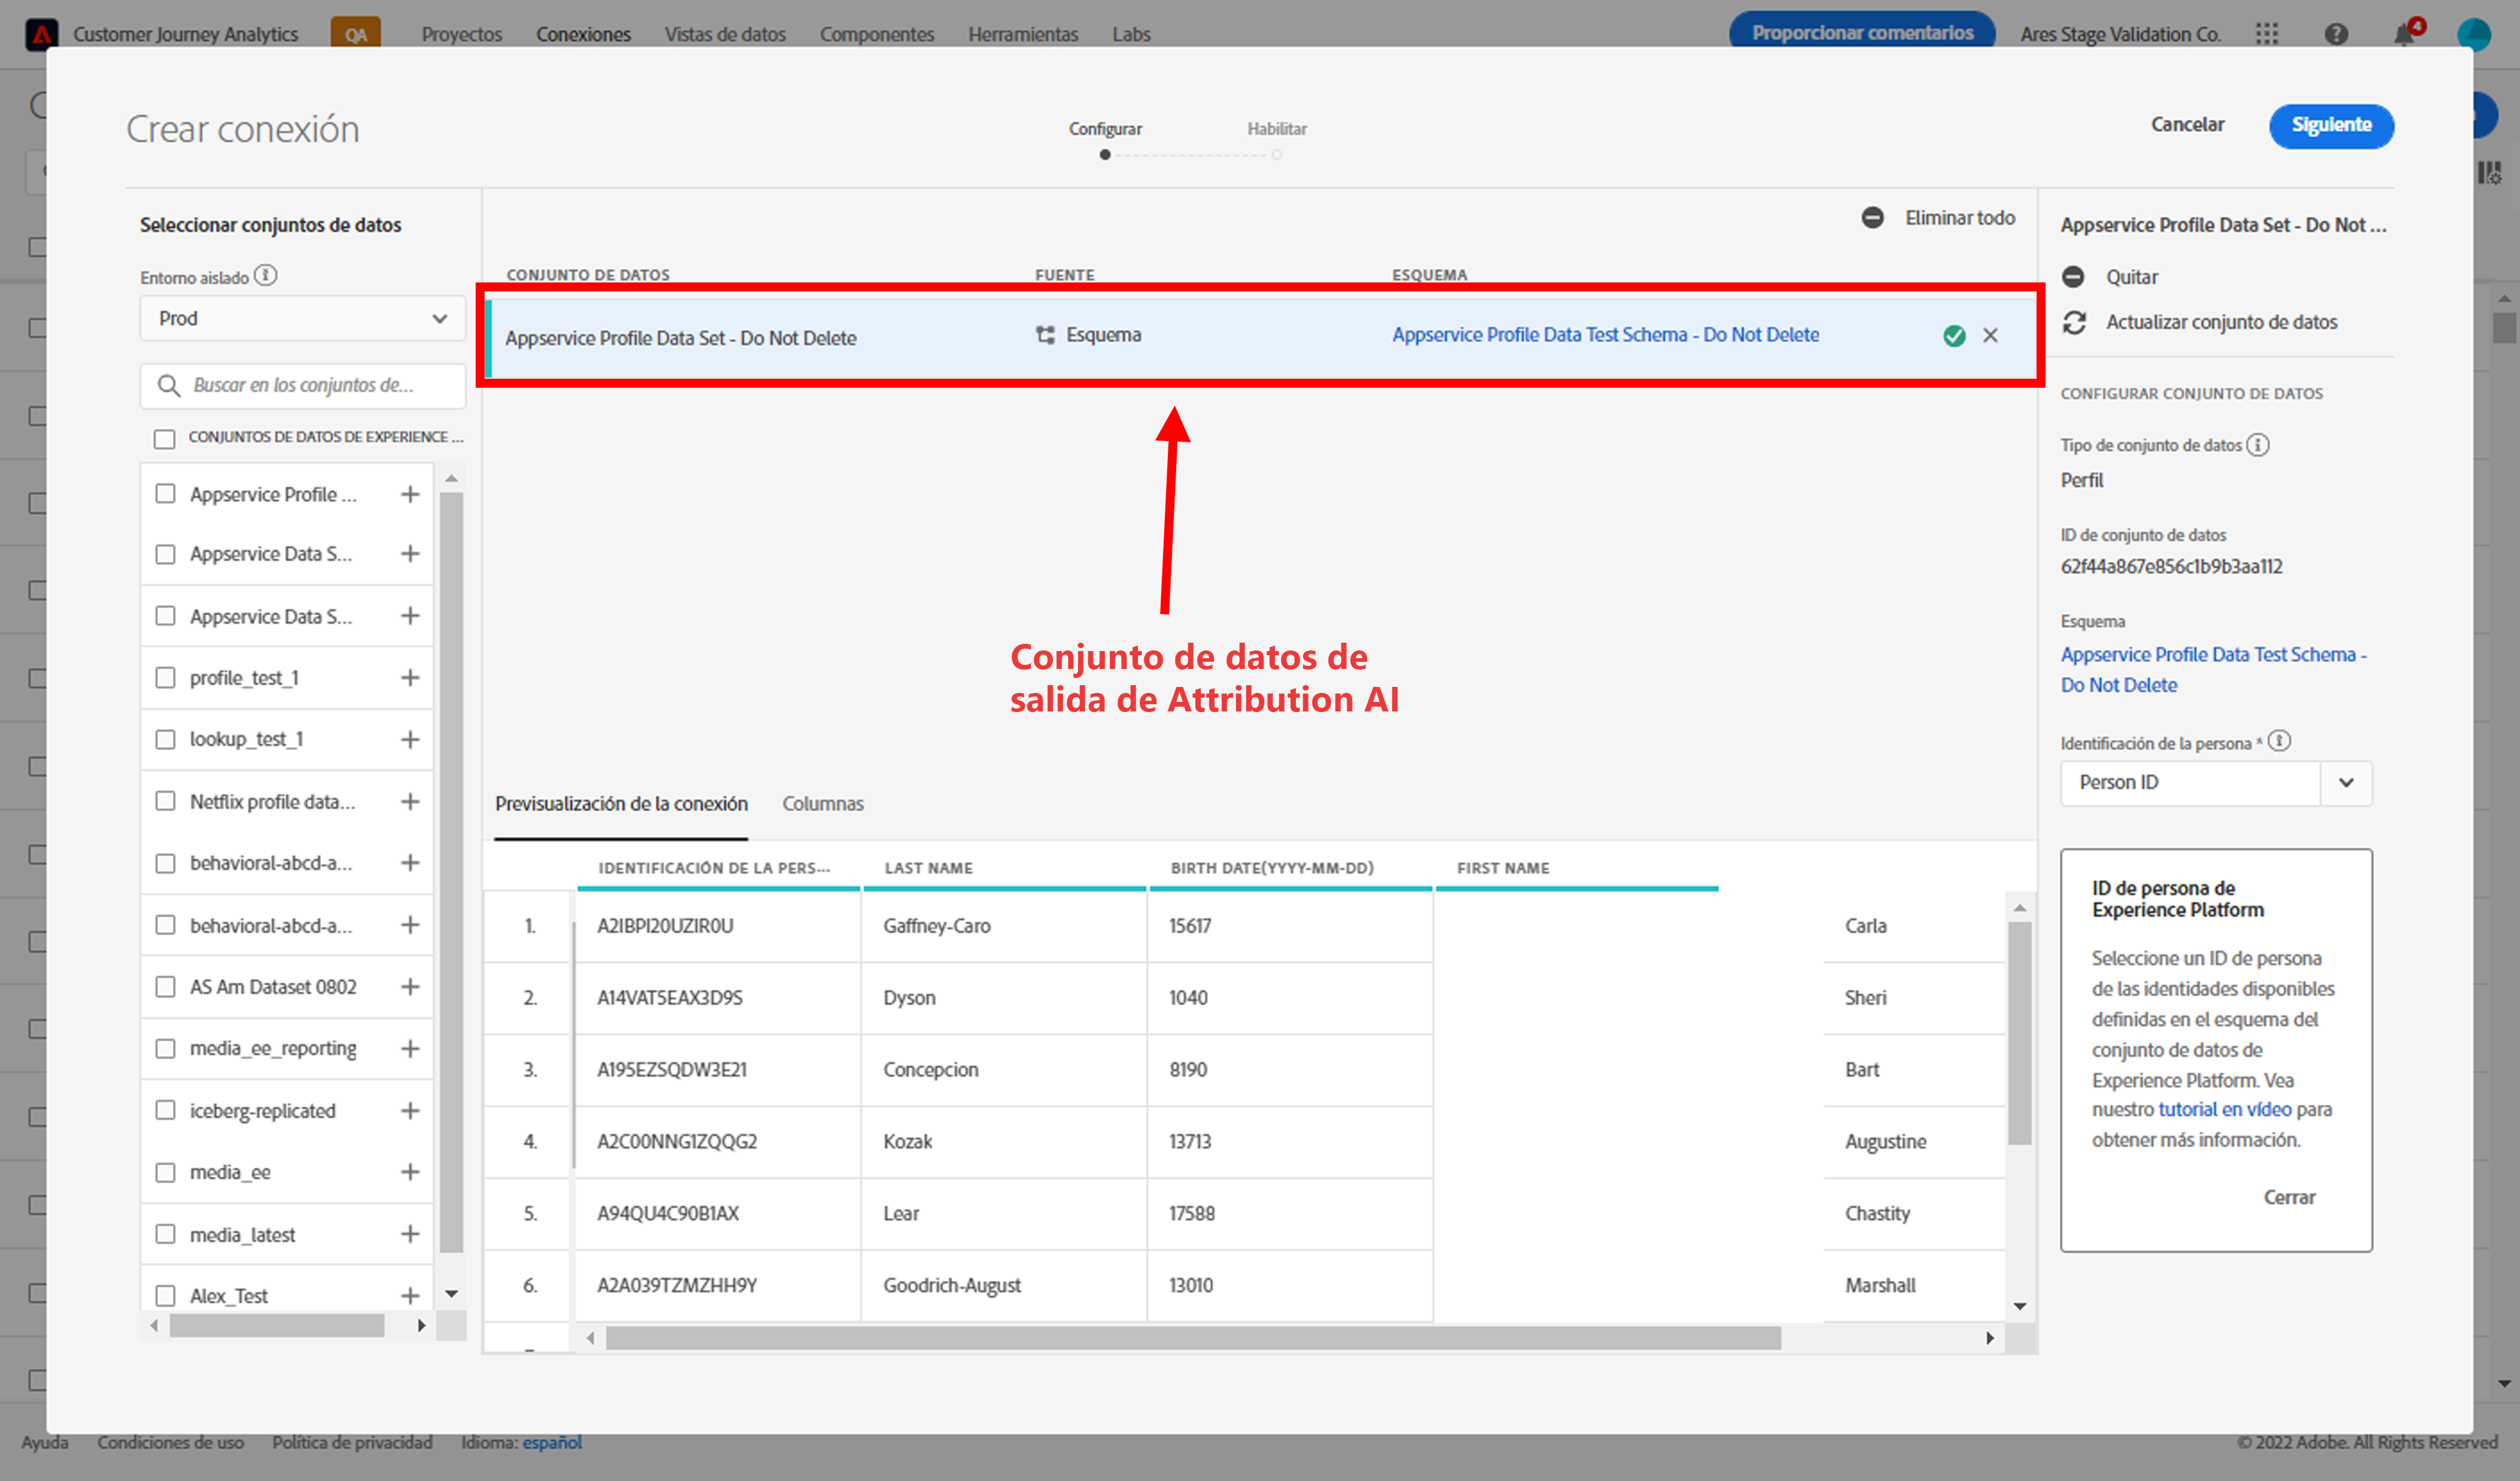 Customer Journey Analytics QA Proyectos Conexiones Vistas de datos Componentes Herramientas Labs Proporcionar comentarios Ares Stage Validation Co. 4
Crear conexión
Configurar Habilitar
Cancelar Siguiente
Seleccionar conjuntos de datos
Entorno aislado
Prod
Buscar en los conjuntos de...
CONJUNTOS DE DATOS DE EXPERIENCE ...
Appservice Profile ...
Appservice Data S...
Appservice Data S...
profile_test_1
lookup_test_1
Netflix profile data...
behavioral-abcd-a...
behavioral-abcd-a...
AS Am Dataset 0802
media_ee_reporting
iceberg-replicated
media_ee
media_latest
Alex_Test
Eliminar todo
CONJUNTO DE DATOS FUENTE ESQUEMA
Appservice Profile Data Set - Do Not Delete Esquema Appservice Profile Data Test Schema - Do Not Delete
Conjunto de datos de
salida de Attribution AI
Previsualización de la conexión Columnas
IDENTIFICACIÓN DE LA PERS... LAST NAME BIRTH DATE(YYYY-MM-DD) FIRST NAME
1. A2IBPI20UZIR0U Gaffney-Caro 15617 Carla
2. A14VAT5EAX3D9S Dyson 1040 Sheri
3. A195EZSQDW3E21 Concepcion 8190 Bart
4. A2C00NNG1ZQQG2 Kozak 13713 Augustine
5. A94QU4C90B1AX Lear 17588 Chastity
6. A2A039TZMZHH9Y Goodrich-August 13010 Marshall
Appservice Profile Data Set - Do Not ...
Quitar
Actualizar conjunto de datos
CONFIGURAR CONJUNTO DE DATOS
Tipo de conjunto de datos
Perfil
ID de conjunto de datos
62f44a867e856c1b9b3aa112
Esquema
Appservice Profile Data Test Schema -
Do Not Delete
Identificación de la persona *
Person ID
ID de persona de
Experience Platform
Seleccione un ID de persona
de las identidades disponibles
definidas en el esquema del
conjunto de datos de
Experience Platform. Vea
nuestro tutorial en vídeo para
obtener más información.
Cerrar
Ayuda Condiciones de uso Política de privacidad Idioma: español © 2022 Adobe. All Rights Reserved